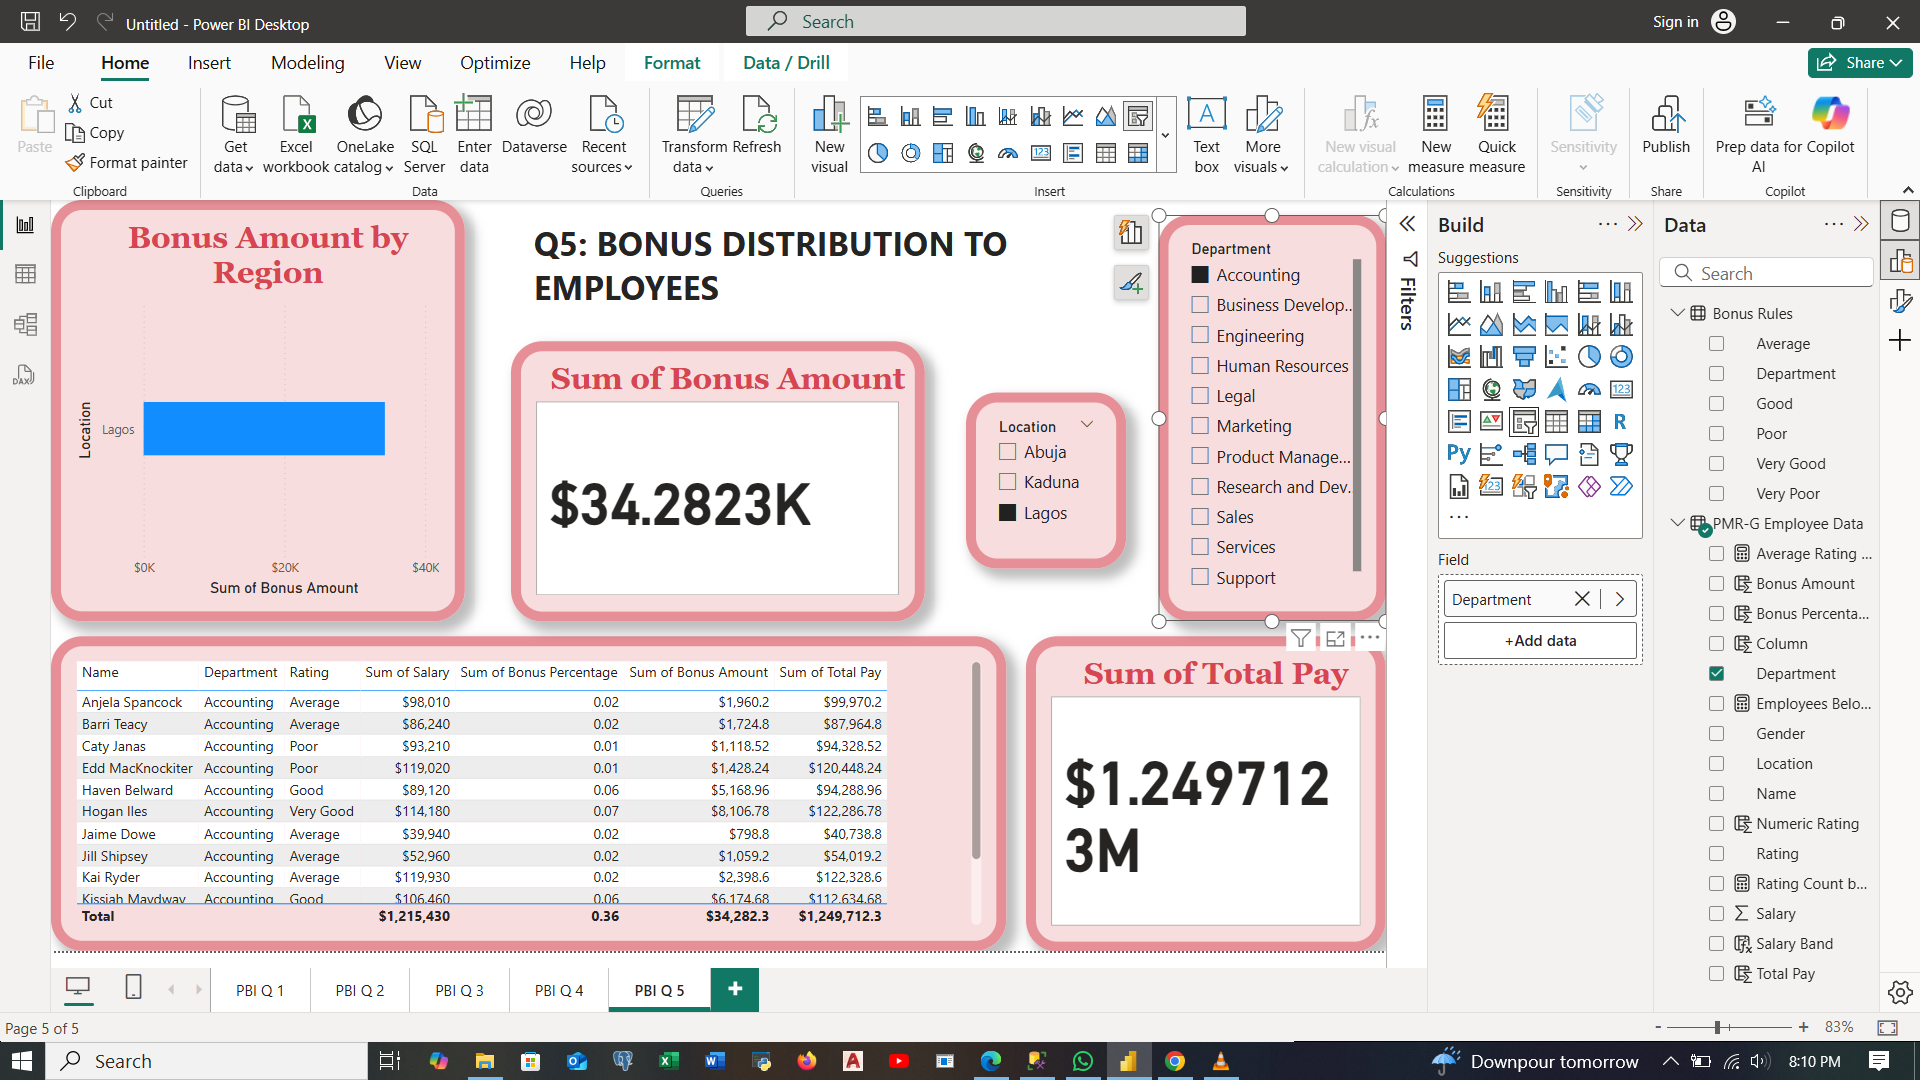 Untitled - Power BI Desktop
Search
Sign in
File Home Insert Modeling View Optimize Help Format Data / Drill
Share
Paste
Cut
Copy
Format painter
Clipboard
Get data
Excel workbook
OneLake catalog
SQL Server
Enter data
Dataverse
Recent sources
Data
Transform data
Refresh
Queries
New visual
Text box
More visuals
Insert
New visual calculation
New measure
Quick measure
Calculations
Sensitivity
Sensitivity
Publish
Share
Prep data for AI
Copilot
Copilot
Bonus Amount by
Region
Location
Lagos
$0K $20K $40K
Sum of Bonus Amount
Q5: BONUS DISTRIBUTION TO
EMPLOYEES
Sum of Bonus Amount
$34.2823K
Location
Abuja
Kaduna
Lagos
Department
Accounting
Business Develop...
Engineering
Human Resources
Legal
Marketing
Product Manage...
Research and Dev...
Sales
Services
Support
Name Department Rating Sum of Salary Sum of Bonus Percentage Sum of Bonus Amount Sum of Total Pay
Anjela Spancock Accounting Average $98,010 0.02 $1,960.2 $99,970.2
Barri Teacy Accounting Average $86,240 0.02 $1,724.8 $87,964.8
Caty Janas Accounting Poor $93,210 0.01 $1,118.52 $94,328.52
Edd MacKnockiter Accounting Poor $119,020 0.01 $1,428.24 $120,448.24
Haven Belward Accounting Good $89,120 0.06 $5,168.96 $94,288.96
Hogan Iles Accounting Very Good $114,180 0.07 $8,106.78 $122,286.78
Jaime Dowe Accounting Average $39,940 0.02 $798.8 $40,738.8
Jill Shipsey Accounting Average $52,960 0.02 $1,059.2 $54,019.2
Kai Ryder Accounting Average $119,930 0.02 $2,398.6 $122,328.6
Kissiah Maydway Accounting Good $106,460 0.06 $6,174.68 $112,634.68
Total $1,215,430 0.36 $34,282.3 $1,249,712.3
Sum of Total Pay
$1.249712
3M
Filters
Build
Suggestions
Field
Department
+Add data
Data
Search
Bonus Rules
Average
Department
Good
Poor
Very Good
Very Poor
PMR-G Employee Data
Average Rating ...
Bonus Amount
Bonus Percenta...
Column
Department
Employees Belo...
Gender
Location
Name
Numeric Rating
Rating
Rating Count b...
Salary
Salary Band
Total Pay
PBI Q 1 PBI Q 2 PBI Q 3 PBI Q 4 PBI Q 5
Page 5 of 5
83%
Search
Downpour tomorrow
8:10 PM